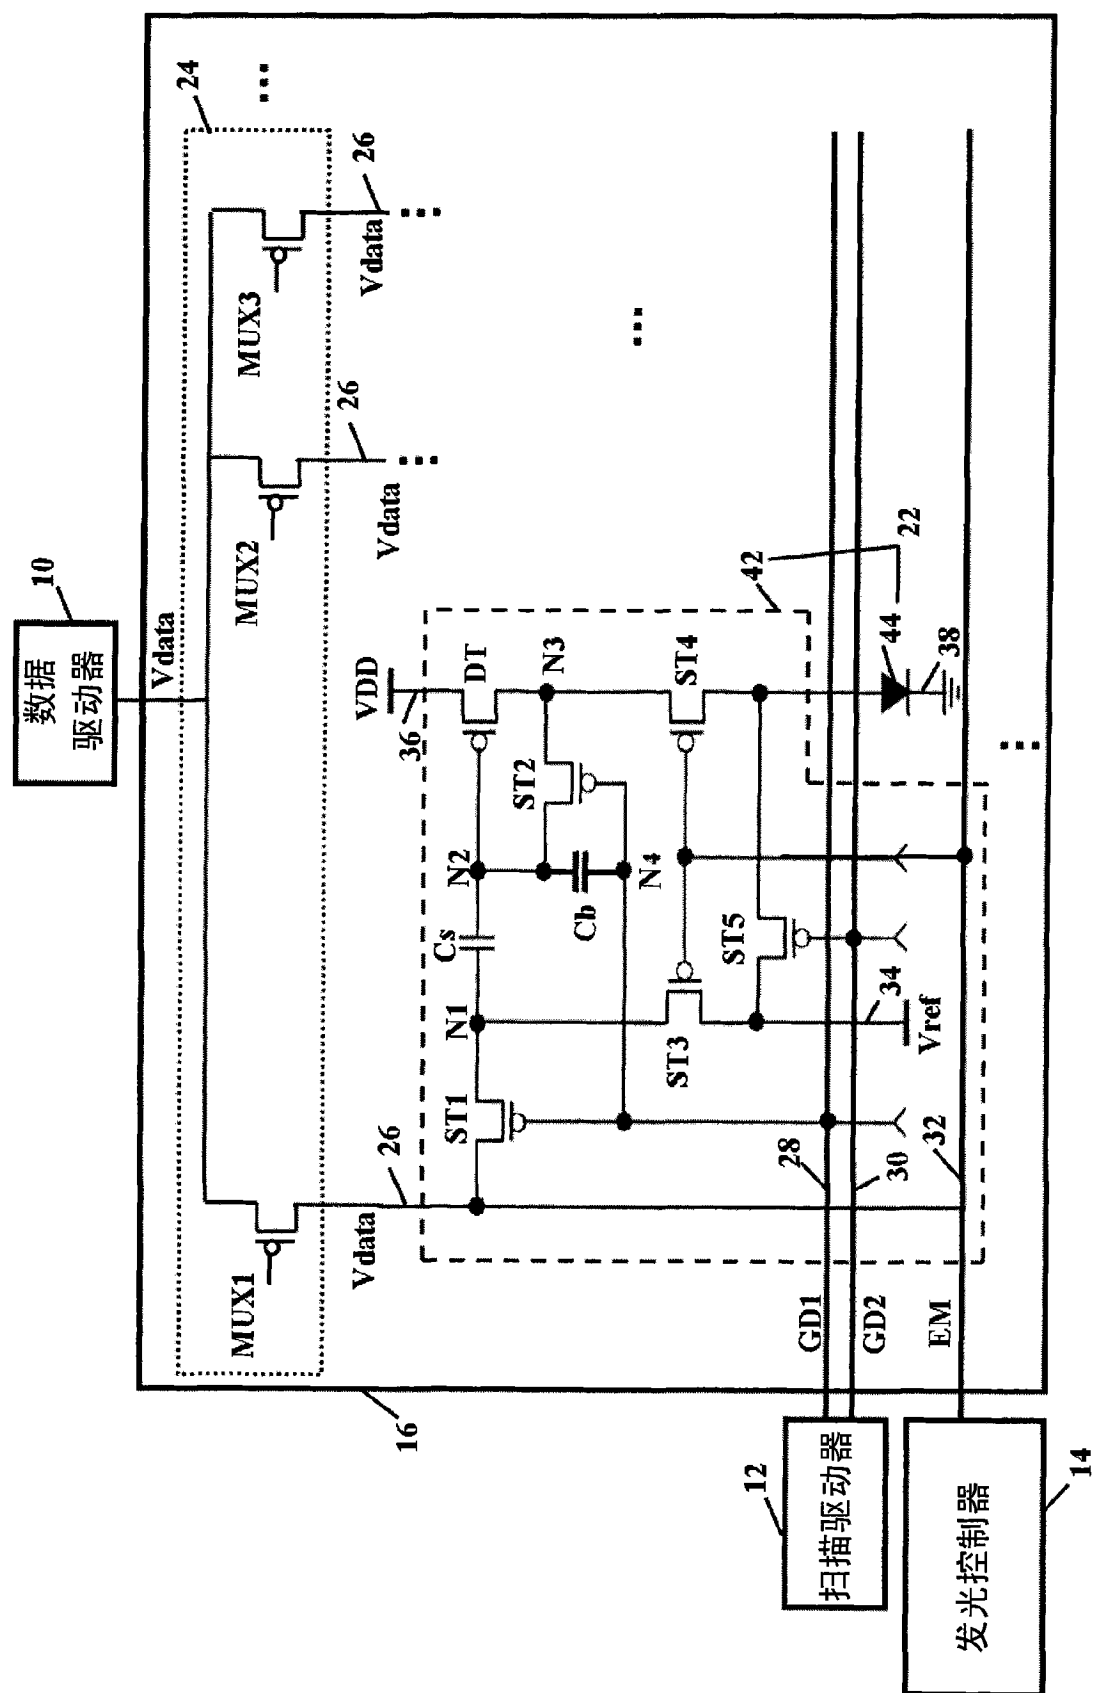 数据
驱动器
10
Vdata
24
MUX1
MUX2
MUX3
Vdata
26
Vdata
26
Vdata
26
VDD
36
DT
N3
ST2
N2
Cs
N1
ST1
Cb
N4
ST4
ST3
ST5
42
22
44
38
34
Vref
28
30
32
GD1
GD2
EM
16
12
扫描驱动器
14
发光控制器